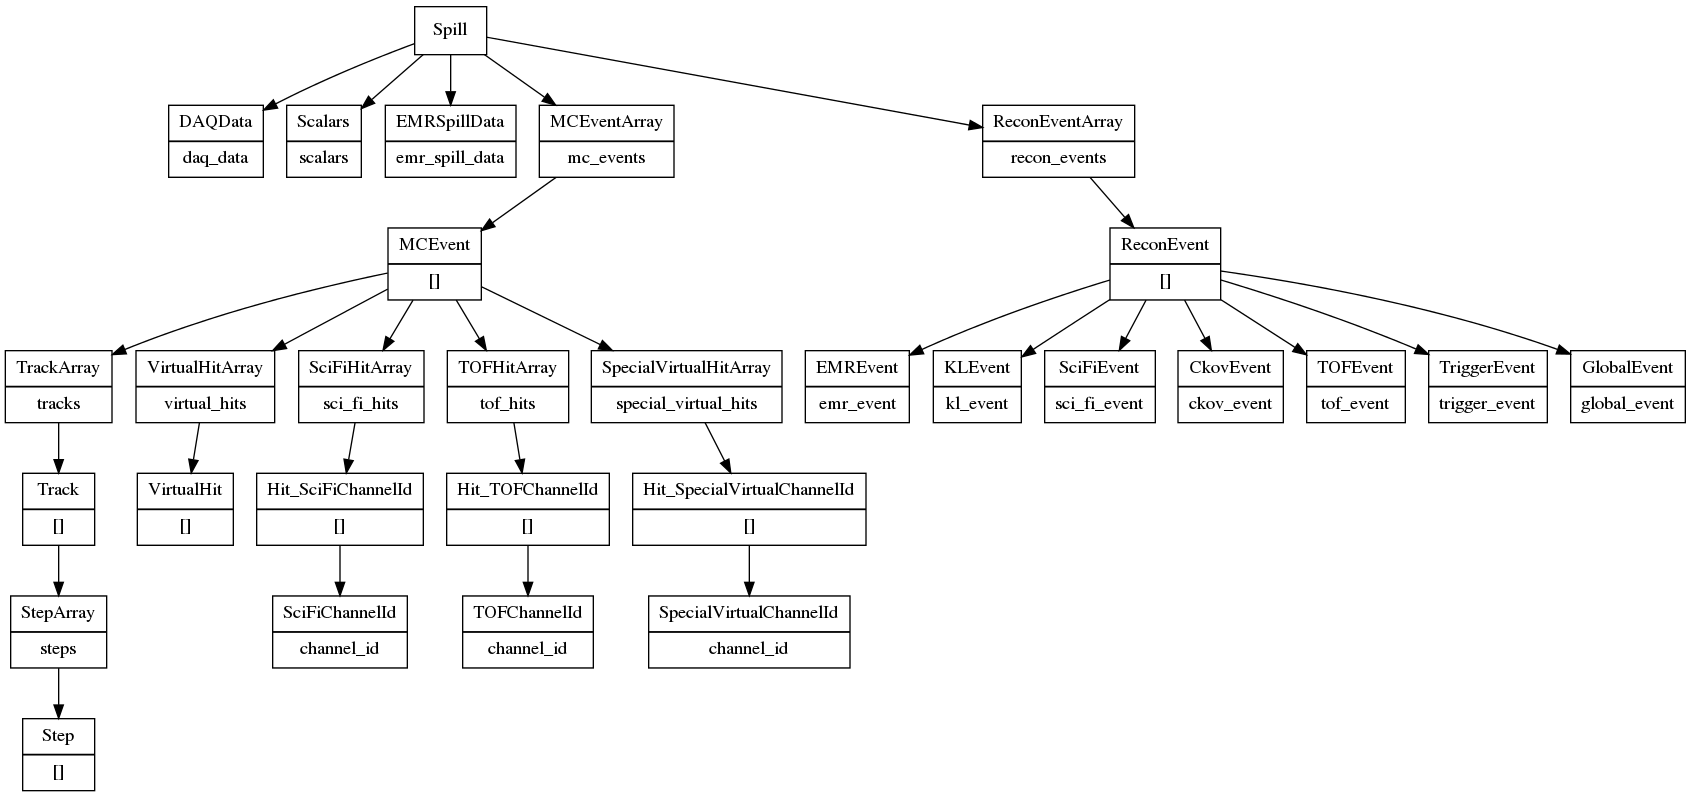 Spill
DAQData
daq_data
Scalars
scalars
EMRSpillData
emr_spill_data
MCEventArray
mc_events
ReconEventArray
recon_events
MCEvent
[]
ReconEvent
[]
TrackArray
tracks
VirtualHitArray
virtual_hits
SciFiHitArray
sci_fi_hits
TOFHitArray
tof_hits
SpecialVirtualHitArray
special_virtual_hits
EMREvent
emr_event
KLEvent
kl_event
SciFiEvent
sci_fi_event
CkovEvent
ckov_event
TOFEvent
tof_event
TriggerEvent
trigger_event
GlobalEvent
global_event
Track
[]
VirtualHit
[]
Hit_SciFiChannelId
[]
Hit_TOFChannelId
[]
Hit_SpecialVirtualChannelId
[]
StepArray
steps
SciFiChannelId
channel_id
TOFChannelId
channel_id
SpecialVirtualChannelId
channel_id
Step
[]